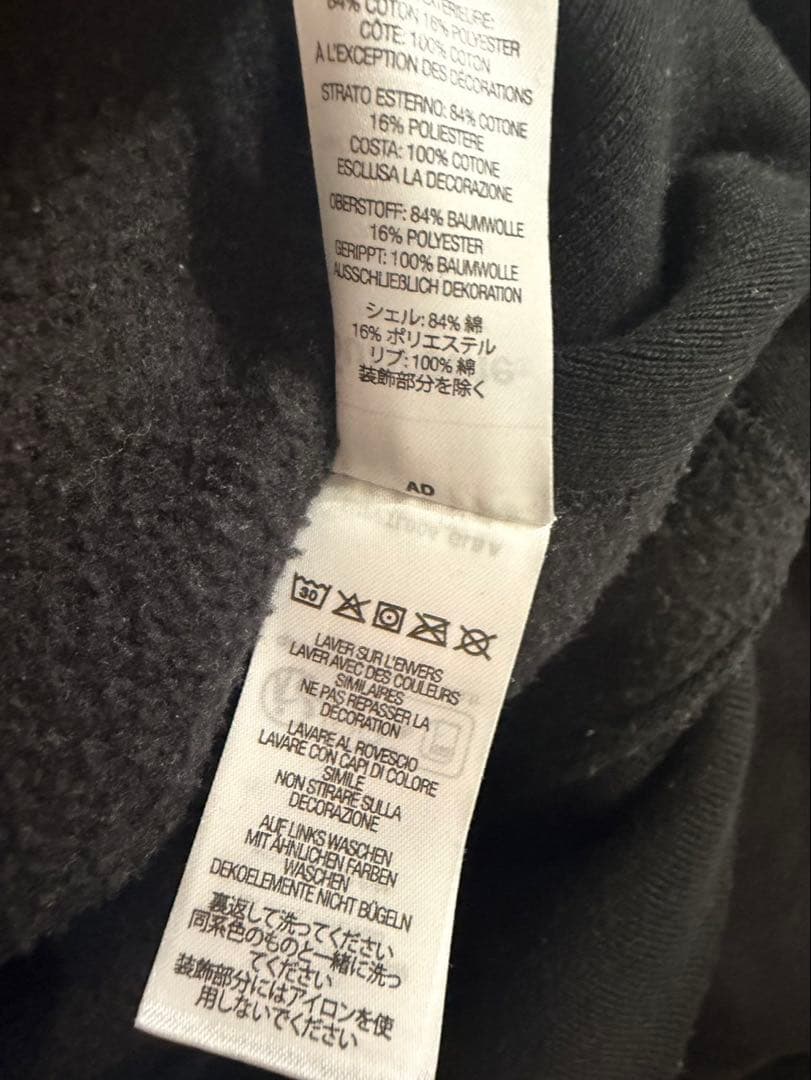 84% COTON 16% POLYESTER
CÔTE: 100% COTON
À L'EXCEPTION DES DÉCORATIONS
STRATO ESTERNO: 84% COTONE
16% POLIESTERE
COSTA: 100% COTONE
ESCLUSA LA DECORAZIONE
OBERSTOFF: 84% BAUMWOLLE
16% POLYESTER
GERIPPT: 100% BAUMWOLLE
AUSSCHLIEßLICH DEKORATION
シェル: 84% 綿
16% ポリエステル
リブ: 100% 綿
装飾部分を除く
AD
30
LAVER SUR L'ENVERS
LAVER AVEC DES COULEURS
SIMILAIRES
NE PAS REPASSER LA
DÉCORATION
LAVARE AL ROVESCIO
LAVARE CON CAPI DI COLORE
SIMILE
NON STIRARE SULLA
DECORAZIONE
AUF LINKS WASCHEN
MIT ÄHNLICHEN FARBEN
WASCHEN
DEKOELEMENTE NICHT BÜGELN
裏返して洗ってください
同系色のものと一緒に洗っ
てください
装飾部分にはアイロンを使
用しないでください